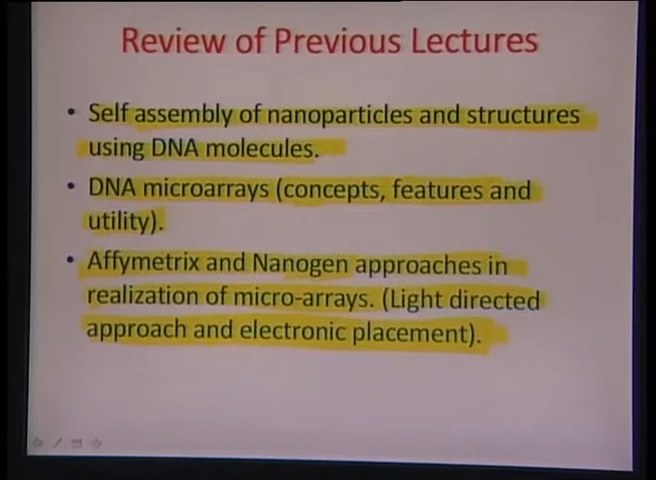 Review of Previous Lectures
• Self assembly of nanoparticles and structures
using DNA molecules.
• DNA microarrays (concepts, features and
utility).
• Affymetrix and Nanogen approaches in
realization of micro-arrays. (Light directed
approach and electronic placement).